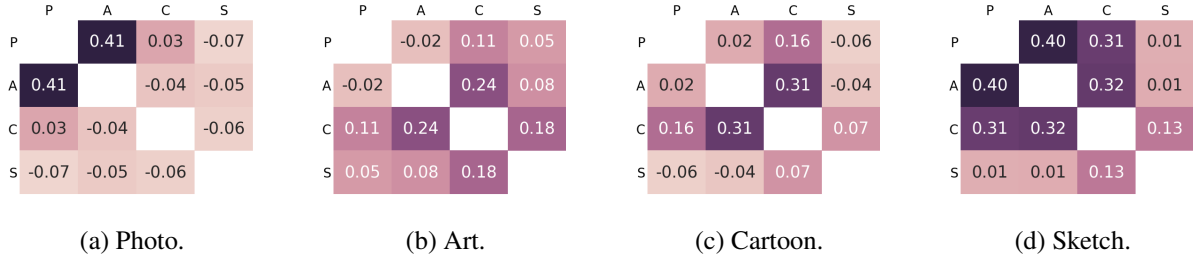 P A C S P A C S P A C S P A C S
P 0.41 0.03 -0.07 P -0.02 0.11 0.05 P 0.02 0.16 -0.06 P 0.40 0.31 0.01
A 0.41 -0.04 -0.05 A -0.02 0.24 0.08 A 0.02 0.31 -0.04 A 0.40 0.32 0.01
C 0.03 -0.04 -0.06 C 0.11 0.24 0.18 C 0.16 0.31 0.07 C 0.31 0.32 0.13
S -0.07 -0.05 -0.06 S 0.05 0.08 0.18 S -0.06 -0.04 0.07 S 0.01 0.01 0.13
(a) Photo. (b) Art. (c) Cartoon. (d) Sketch.